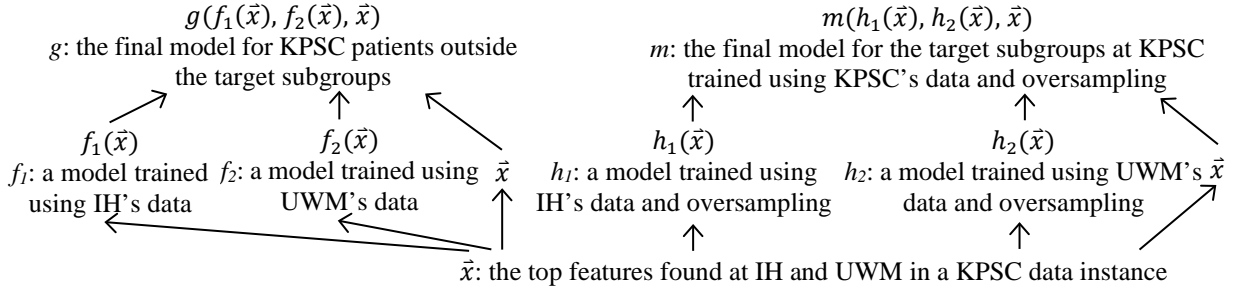 g(f₁(x⃗), f₂(x⃗), x⃗)
g: the final model for KPSC patients outside
the target subgroups
m(h₁(x⃗), h₂(x⃗), x⃗)
m: the final model for the target subgroups at KPSC
trained using KPSC's data and oversampling
f₁(x⃗)
f₁: a model trained
using IH's data
f₂(x⃗)
f₂: a model trained using
UWM's data
x⃗
h₁(x⃗)
h₁: a model trained using
IH's data and oversampling
h₂(x⃗)
h₂: a model trained using UWM's
data and oversampling
x⃗
x⃗: the top features found at IH and UWM in a KPSC data instance